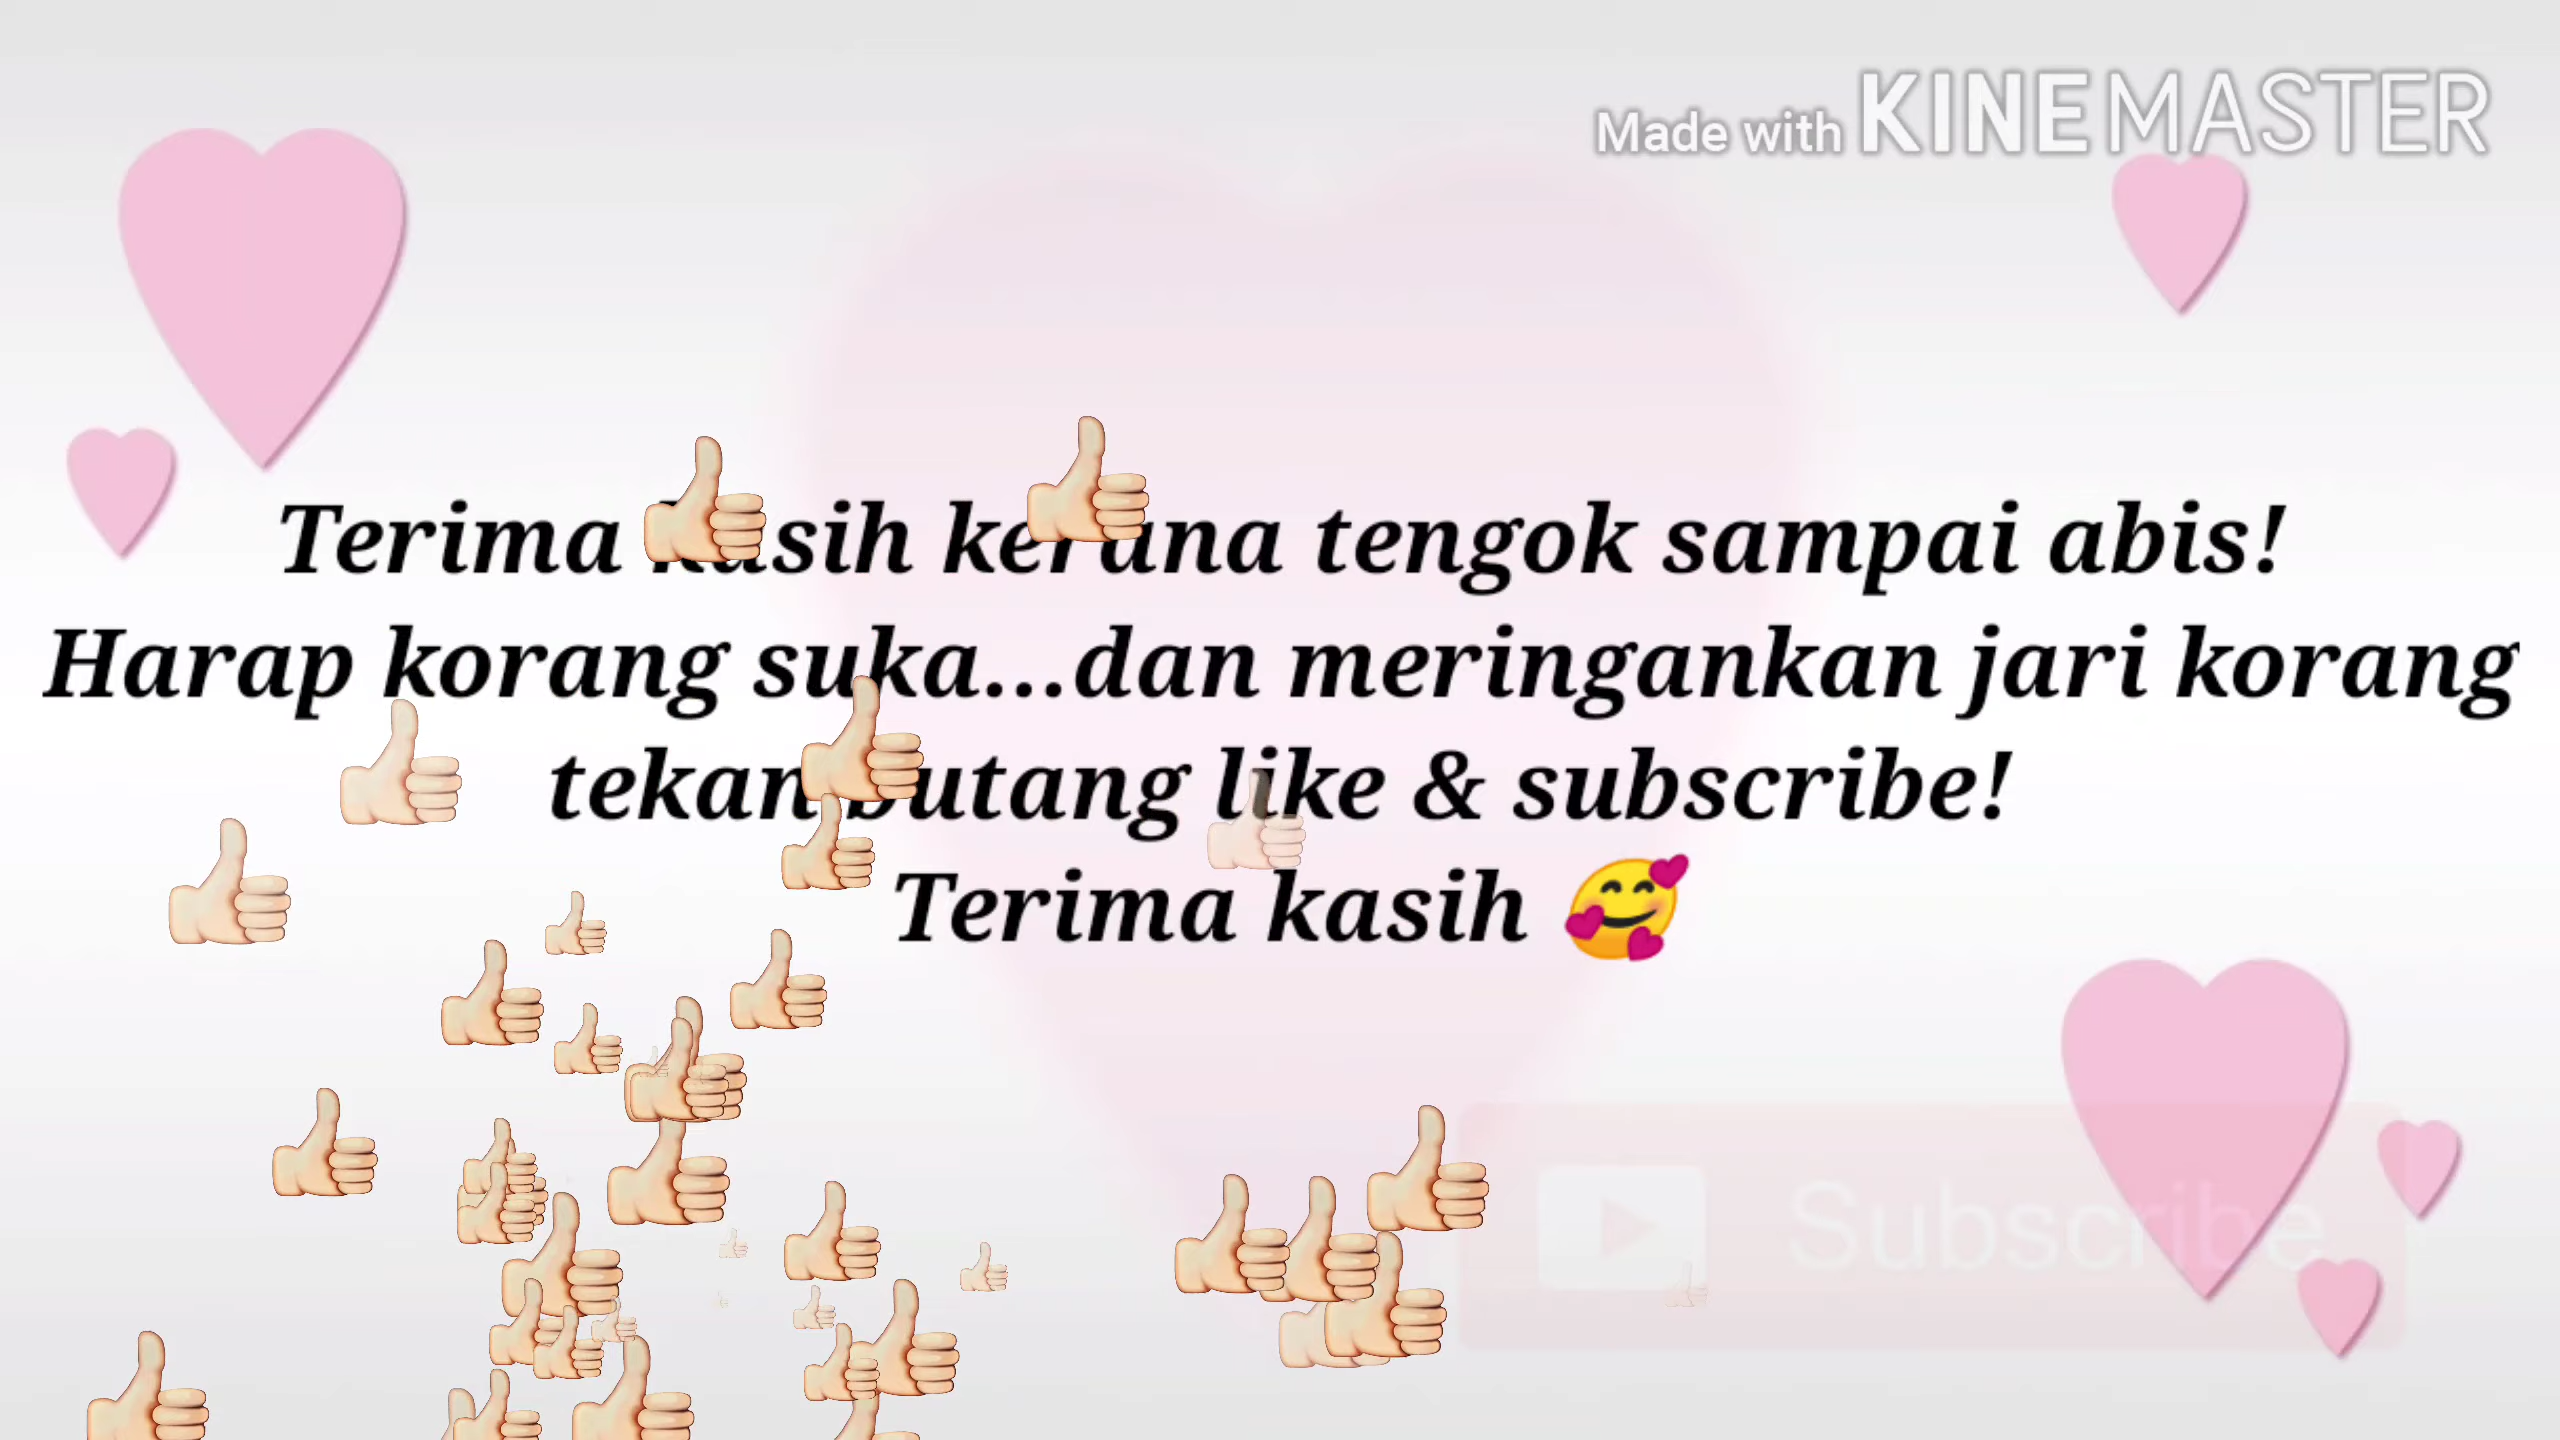 Made with KINEMASTER
Terima kasih kerana tengok sampai abis!
Harap korang suka...dan meringankan jari korang
tekan butang like & subscribe!
Terima kasih 🥰
Subscribe